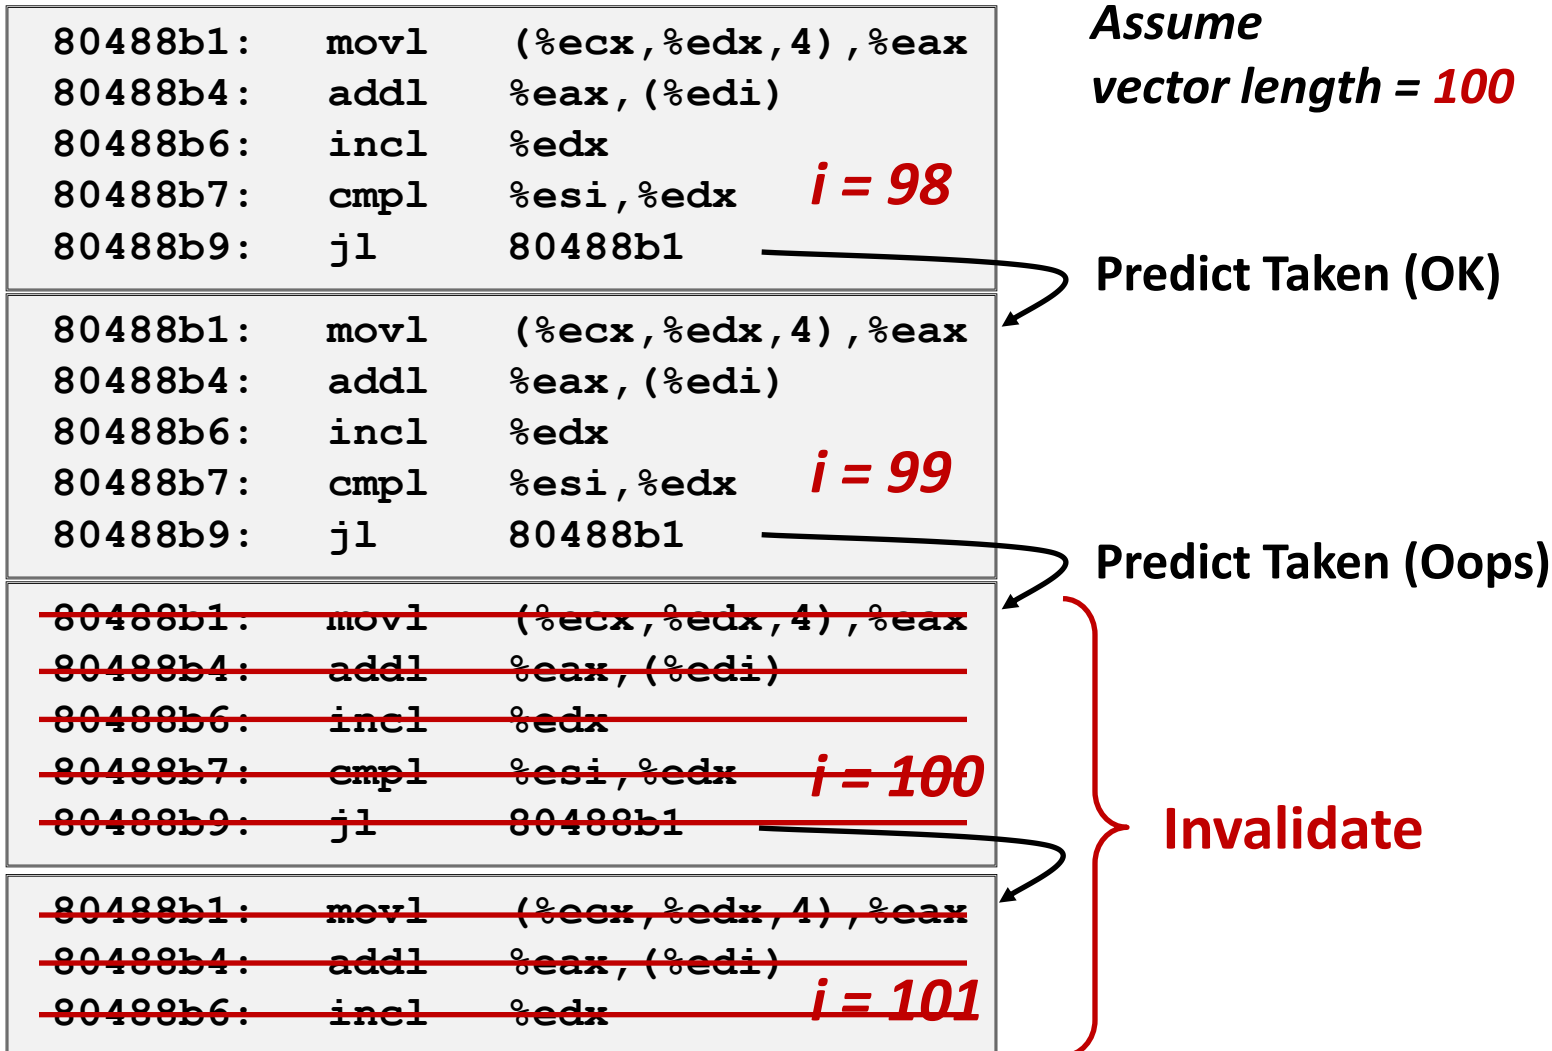 Assume
vector length = 100
80488b1: movl (%ecx,%edx,4),%eax
80488b4: addl %eax,(%edi)
80488b6: incl %edx
80488b7: cmpl %esi,%edx i = 98
80488b9: jl 80488b1
Predict Taken (OK)
80488b1: movl (%ecx,%edx,4),%eax
80488b4: addl %eax,(%edi)
80488b6: incl %edx
80488b7: cmpl %esi,%edx i = 99
80488b9: jl 80488b1
Predict Taken (Oops)
80488b1: movl (%ecx,%edx,4),%eax
80488b4: addl %eax,(%edi)
80488b6: incl %edx
80488b7: cmpl %esi,%edx i = 100
80488b9: jl 80488b1
Invalidate
80488b1: movl (%ecx,%edx,4),%eax
80488b4: addl %eax,(%edi)
80488b6: incl %edx i = 101